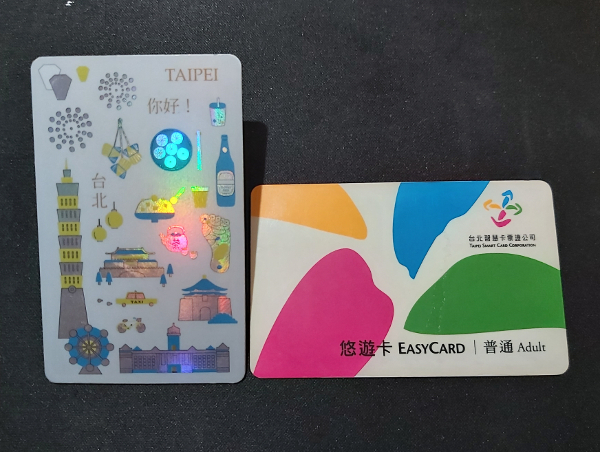 TAIPEI
你好！
台北
TAXI
台北智慧卡票證公司
TAIPEI SMART CARD CORPORATION
悠遊卡 EASYCARD | 普通 Adult